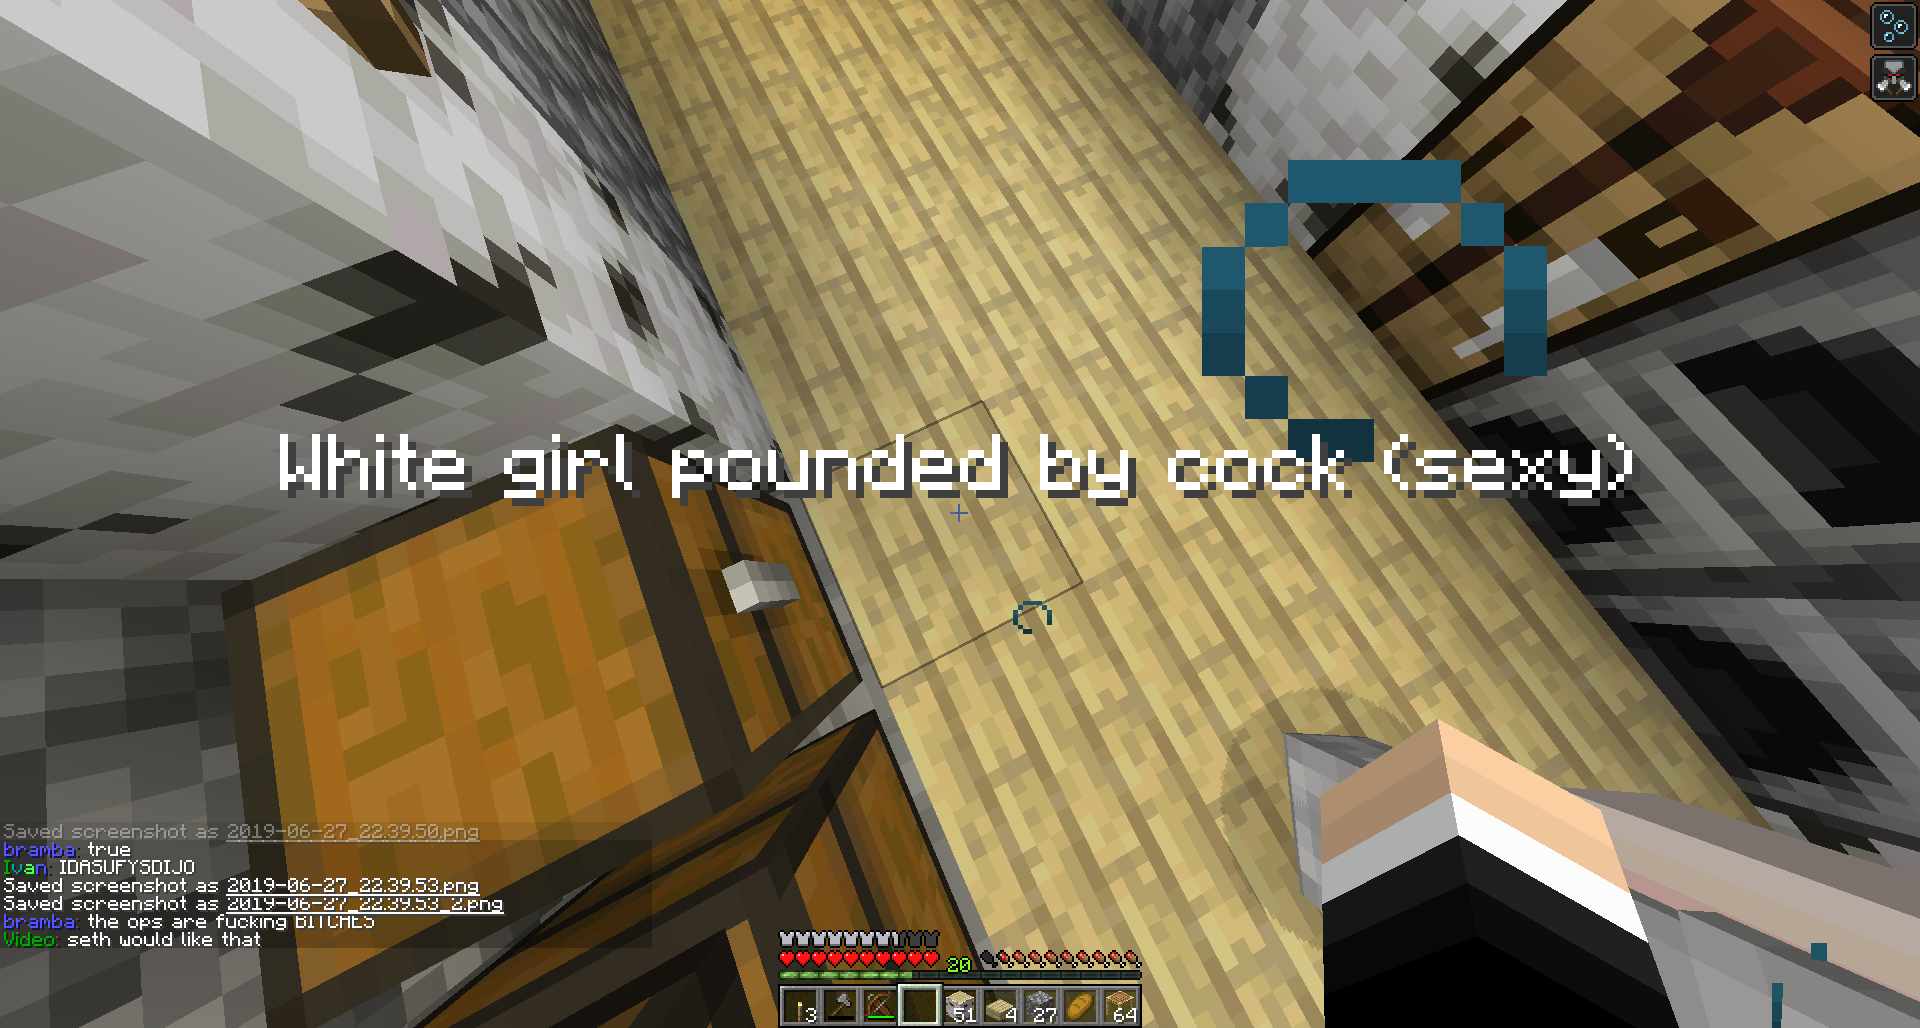 White girl pounded by cock (sexy)
Saved screenshot as 2019-06-27_22.39.50.png
bramba: true
Ivan: IDASUFYSDIJO
Saved screenshot as 2019-06-27_22.39.53.png
Saved screenshot as 2019-06-27_22.39.53_2.png
bramba: the ops are fucking BITCHES
Video: seth would like that
20
3 51 4 27 64